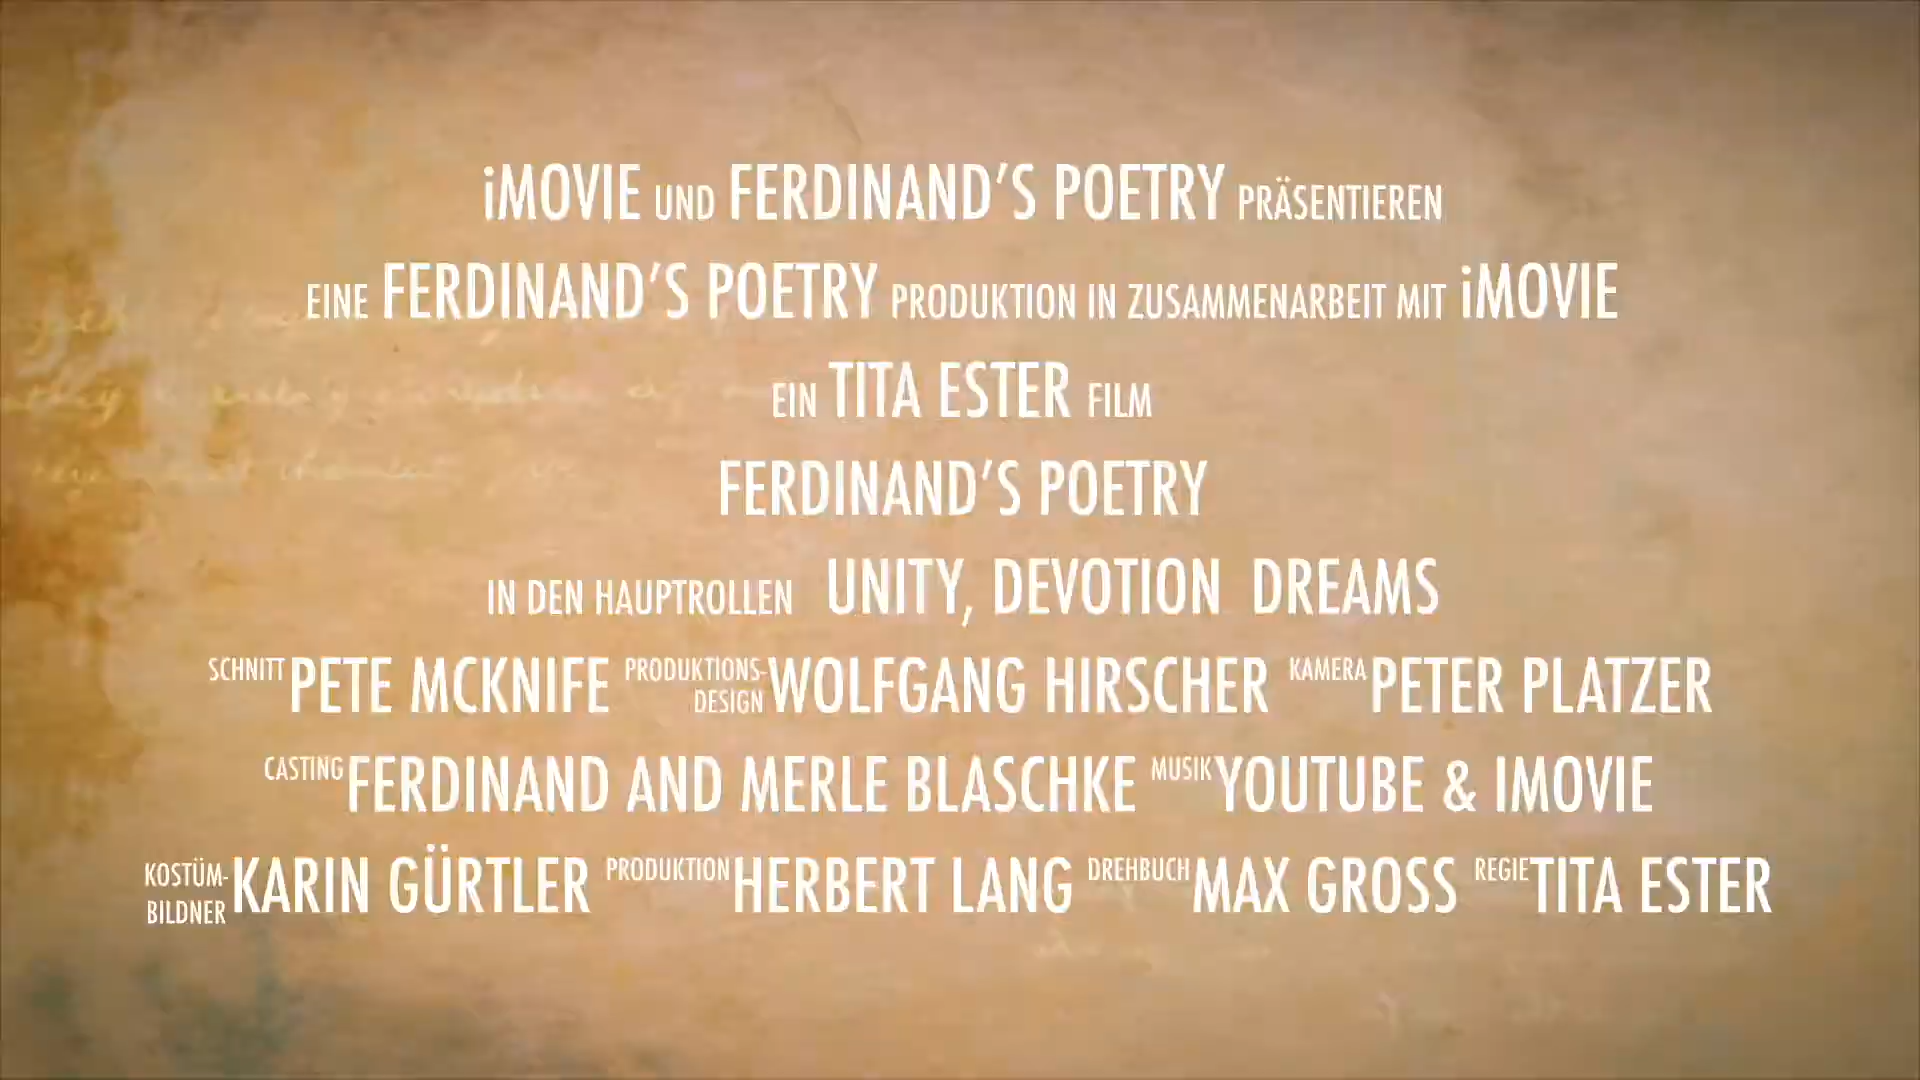 iMOVIE UND FERDINAND'S POETRY PRÄSENTIEREN
EINE FERDINAND'S POETRY PRODUKTION IN ZUSAMMENARBEIT MIT iMOVIE
EIN TITA ESTER FILM
FERDINAND'S POETRY
IN DEN HAUPTROLLEN UNITY, DEVOTION DREAMS
SCHNITT PETE MCKNIFE PRODUKTIONS-DESIGN WOLFGANG HIRSCHER KAMERA PETER PLATZER
CASTING FERDINAND AND MERLE BLASCHKE MUSIK YOUTUBE & IMOVIE
KOSTÜM-BILDNER KARIN GÜRTLER PRODUKTION HERBERT LANG DREHBUCH MAX GROSS REGIE TITA ESTER